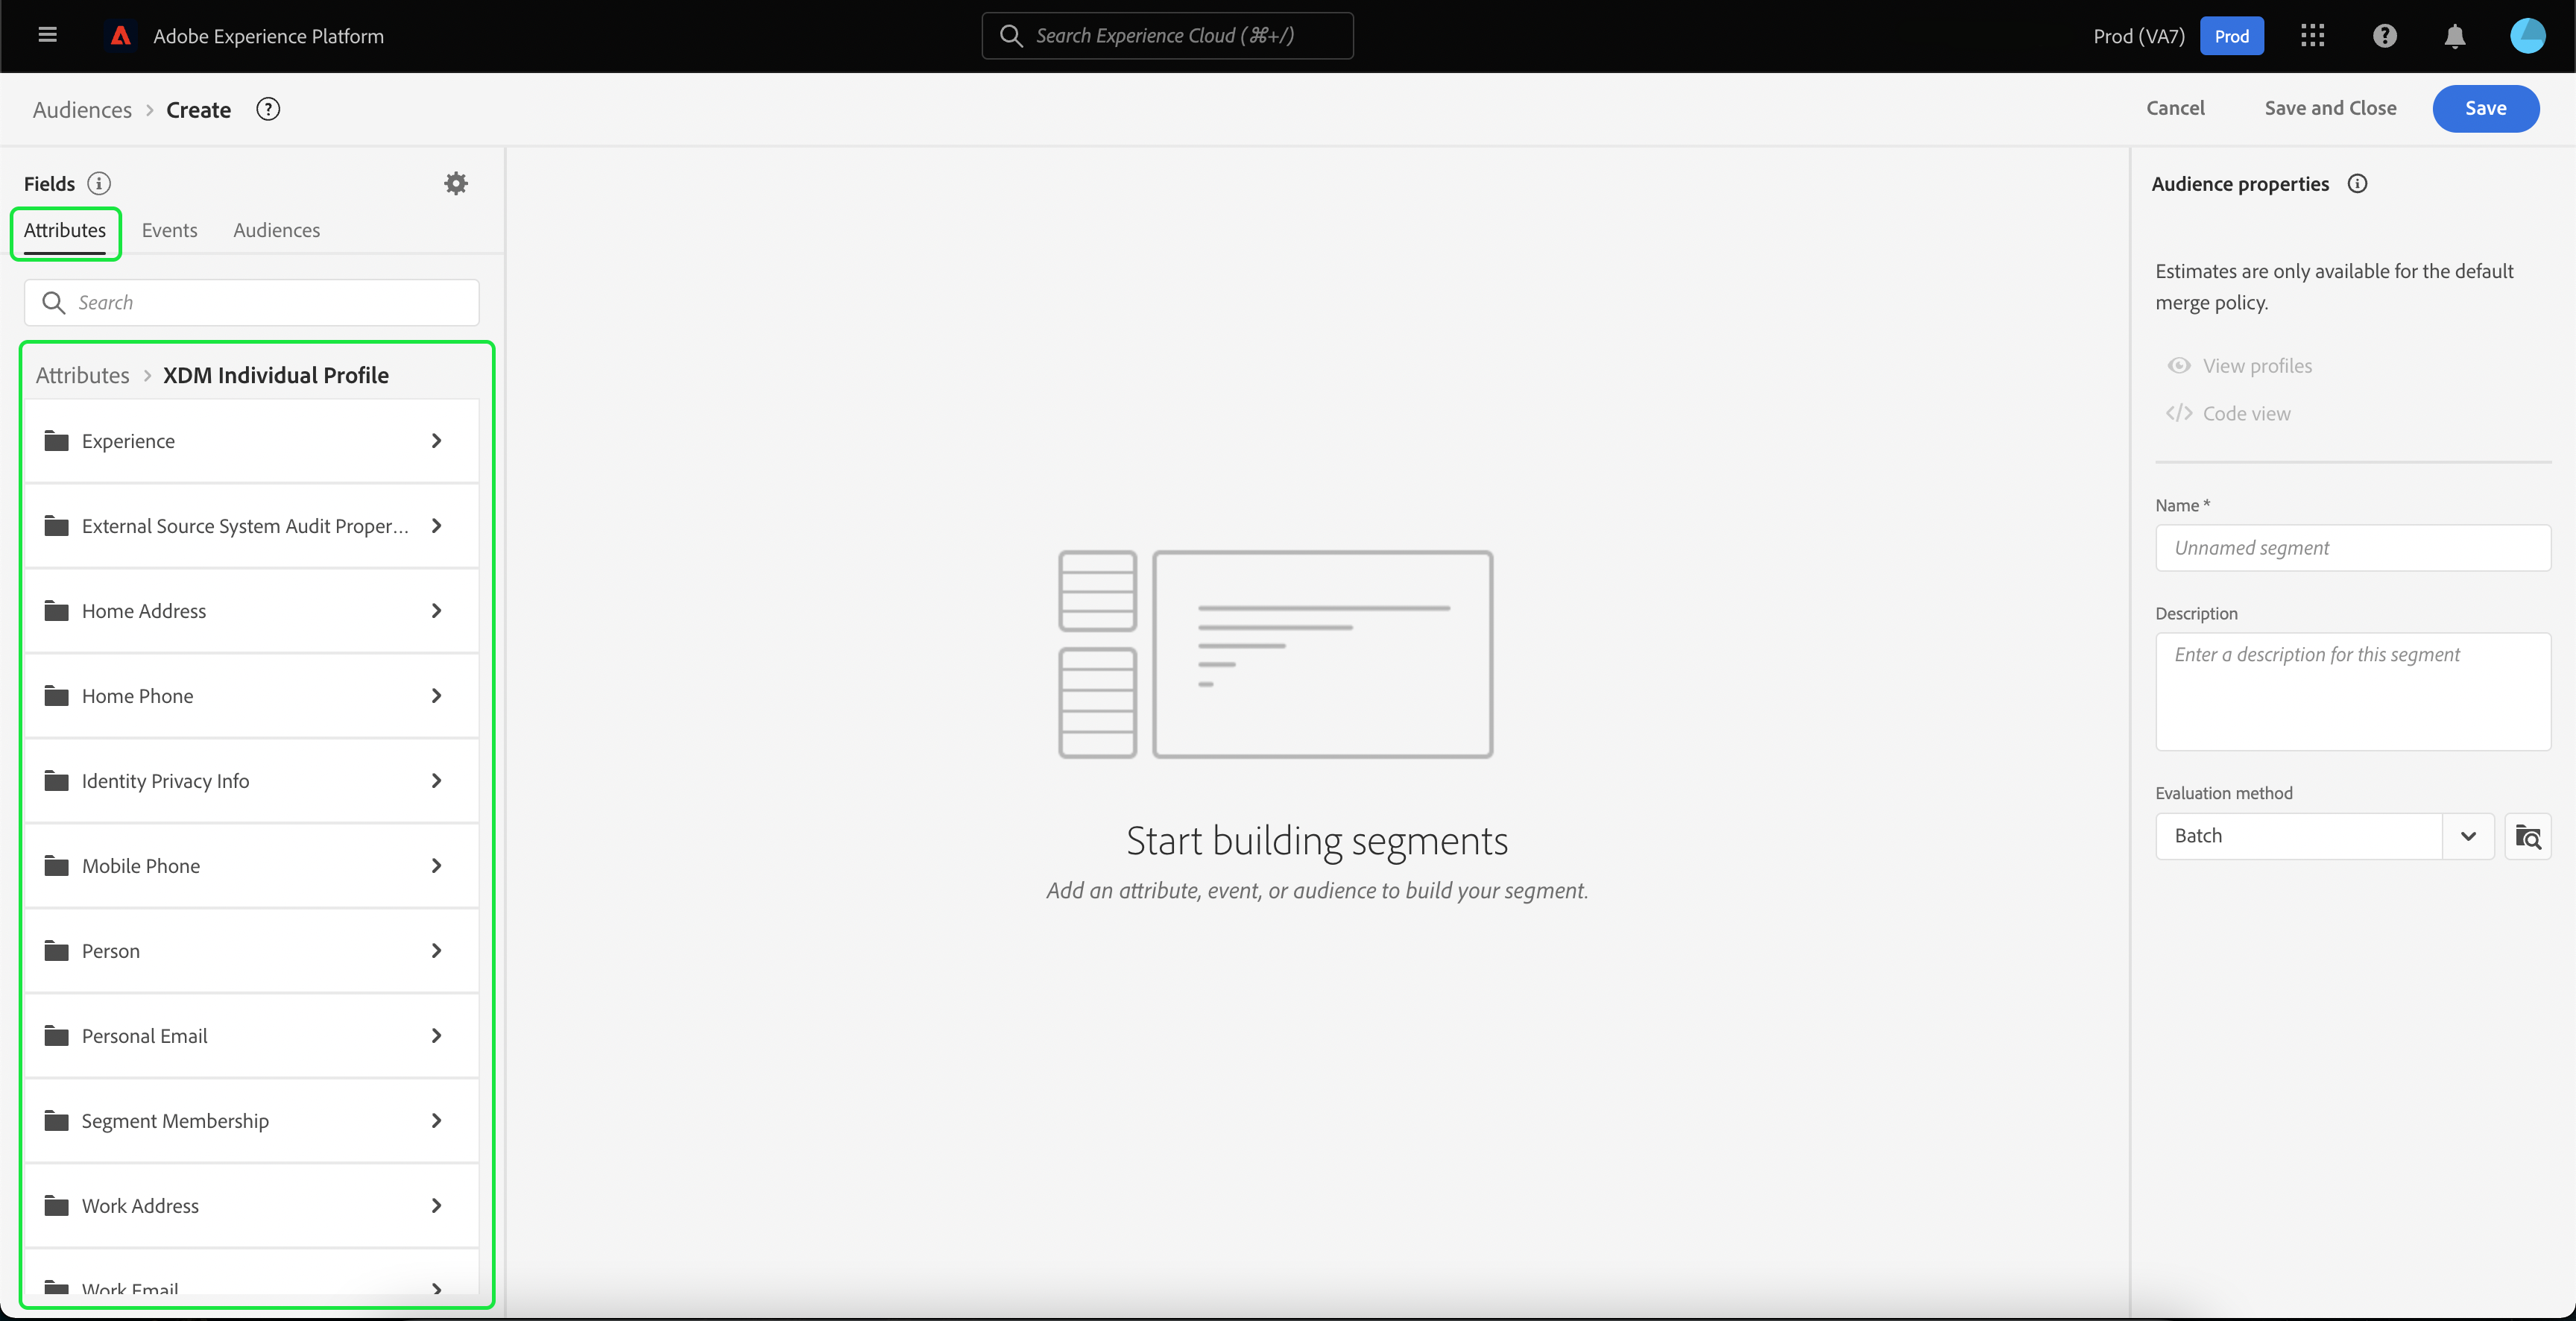 Adobe Experience Platform
Search Experience Cloud (⌘+/)
Prod (VA7)
Prod
Audiences > Create
Cancel
Save and Close
Save
Fields
Attributes
Events
Audiences
Search
Attributes > XDM Individual Profile
Experience
External Source System Audit Proper...
Home Address
Home Phone
Identity Privacy Info
Mobile Phone
Person
Personal Email
Segment Membership
Work Address
Work Email
Start building segments
Add an attribute, event, or audience to build your segment.
Audience properties
Estimates are only available for the default
merge policy.
View profiles
</> Code view
Name *
Unnamed segment
Description
Enter a description for this segment
Evaluation method
Batch